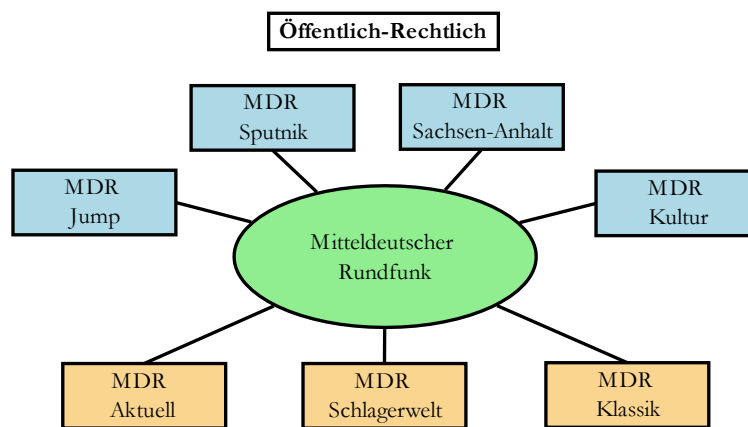 Öffentlich-Rechtlich
MDR
Sputnik
MDR
Sachsen-Anhalt
MDR
Jump
MDR
Kultur
Mitteldeutscher
Rundfunk
MDR
Aktuell
MDR
Schlagerwelt
MDR
Klassik